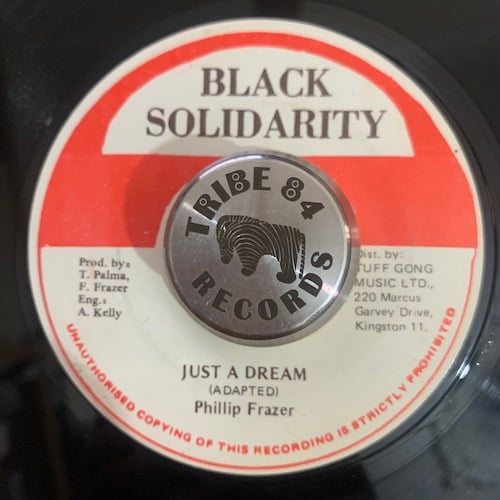 BLACK
SOLIDARITY
TRIBE 84
RECORDS
Prod. by:
T. Palma,
F. Frazer
Eng.:
A. Kelly
Dist. by:
TUFF GONG
MUSIC LTD.,
220 Marcus
Garvey Drive,
Kingston 11.
JUST A DREAM
(ADAPTED)
Phillip Frazer
UNAUTHORISED COPYING OF THIS RECORDING IS STRICTLY PROHIBITED